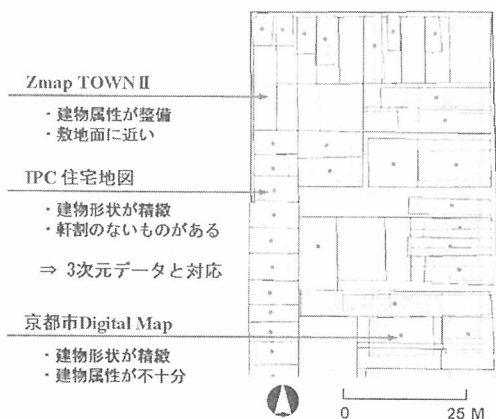 Zmap TOWNⅡ
・建物属性が整備
・敷地面に近い
IPC 住宅地図
・建物形状が精緻
・軒割のないものがある
⇒ 3次元データと対応
京都市Digital Map
・建物形状が精緻
・建物属性が不十分
0 25 M